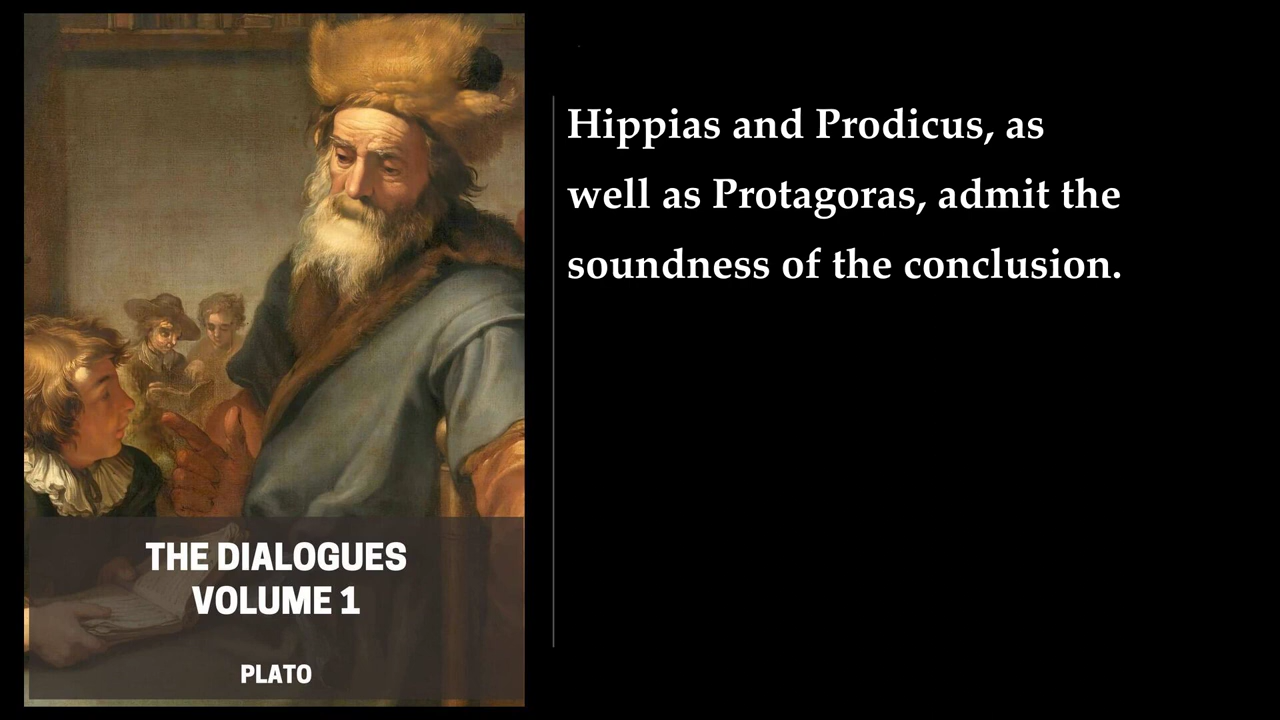 Hippias and Prodicus, as
well as Protagoras, admit the
soundness of the conclusion.
THE DIALOGUES
VOLUME 1
PLATO